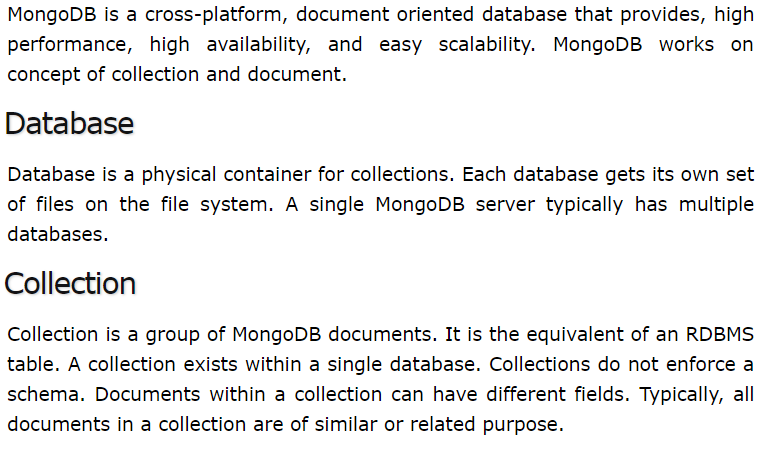 MongoDB is a cross-platform, document oriented database that provides, high
performance, high availability, and easy scalability. MongoDB works on
concept of collection and document.
Database
Database is a physical container for collections. Each database gets its own set
of files on the file system. A single MongoDB server typically has multiple
databases.
Collection
Collection is a group of MongoDB documents. It is the equivalent of an RDBMS
table. A collection exists within a single database. Collections do not enforce a
schema. Documents within a collection can have different fields. Typically, all
documents in a collection are of similar or related purpose.